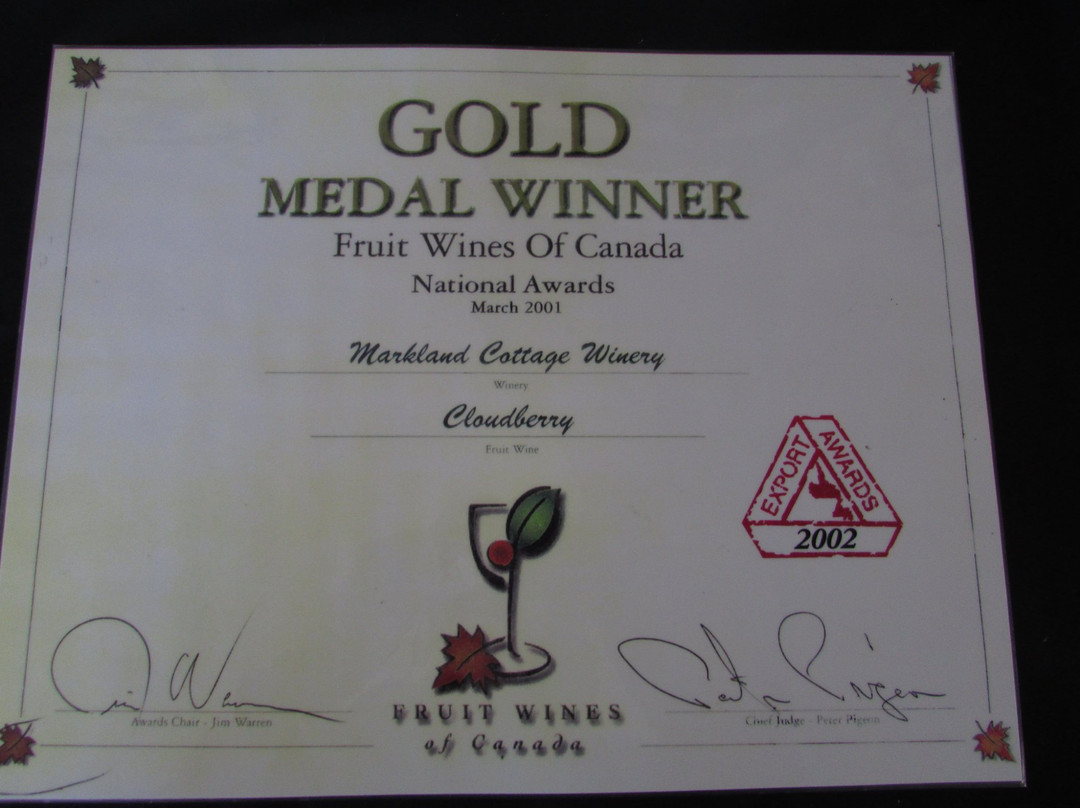 GOLD
MEDAL WINNER
Fruit Wines Of Canada
National Awards
March 2001
Markland Cottage Winery
Winery
Cloudberry
Fruit Wine
EXPORT AWARDS
2002
Awards Chair - Jim Warren
Chief Judge - Peter Pigeon
FRUIT WINES
of Canada